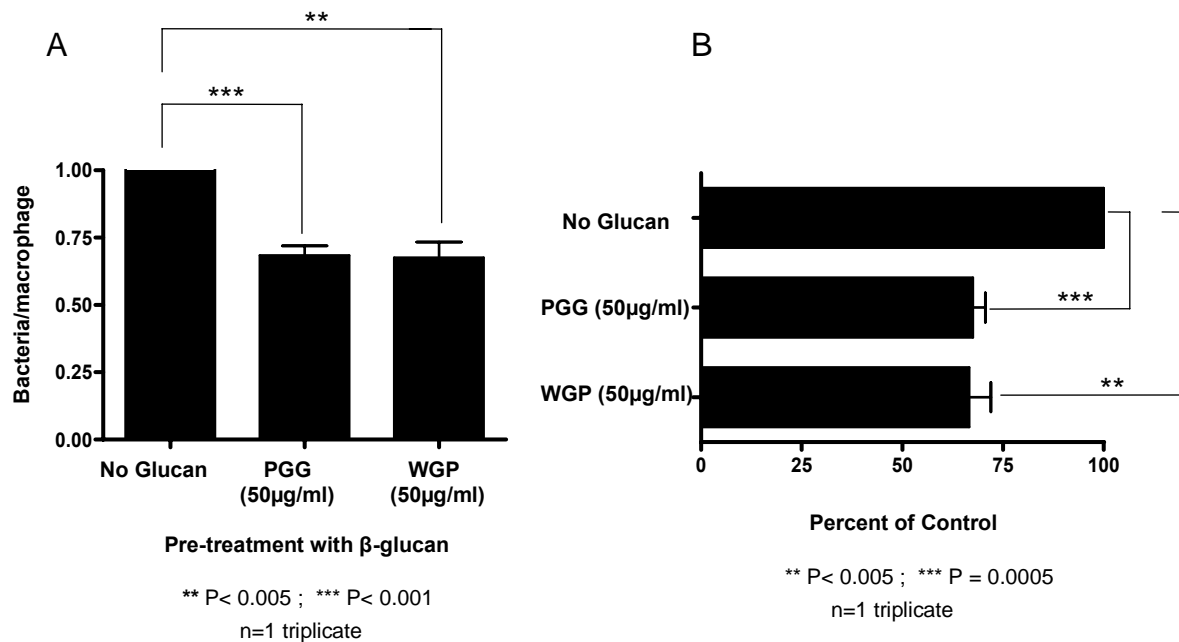 A
**
***
Bacteria/macrophage
1.00
0.75
0.50
0.25
0.00
No Glucan
PGG
(50µg/ml)
WGP
(50µg/ml)
Pre-treatment with β-glucan
** P< 0.005 ; *** P< 0.001
n=1 triplicate
B
No Glucan
PGG (50µg/ml)
***
WGP (50µg/ml)
**
0 25 50 75 100
Percent of Control
** P< 0.005 ; *** P = 0.0005
n=1 triplicate